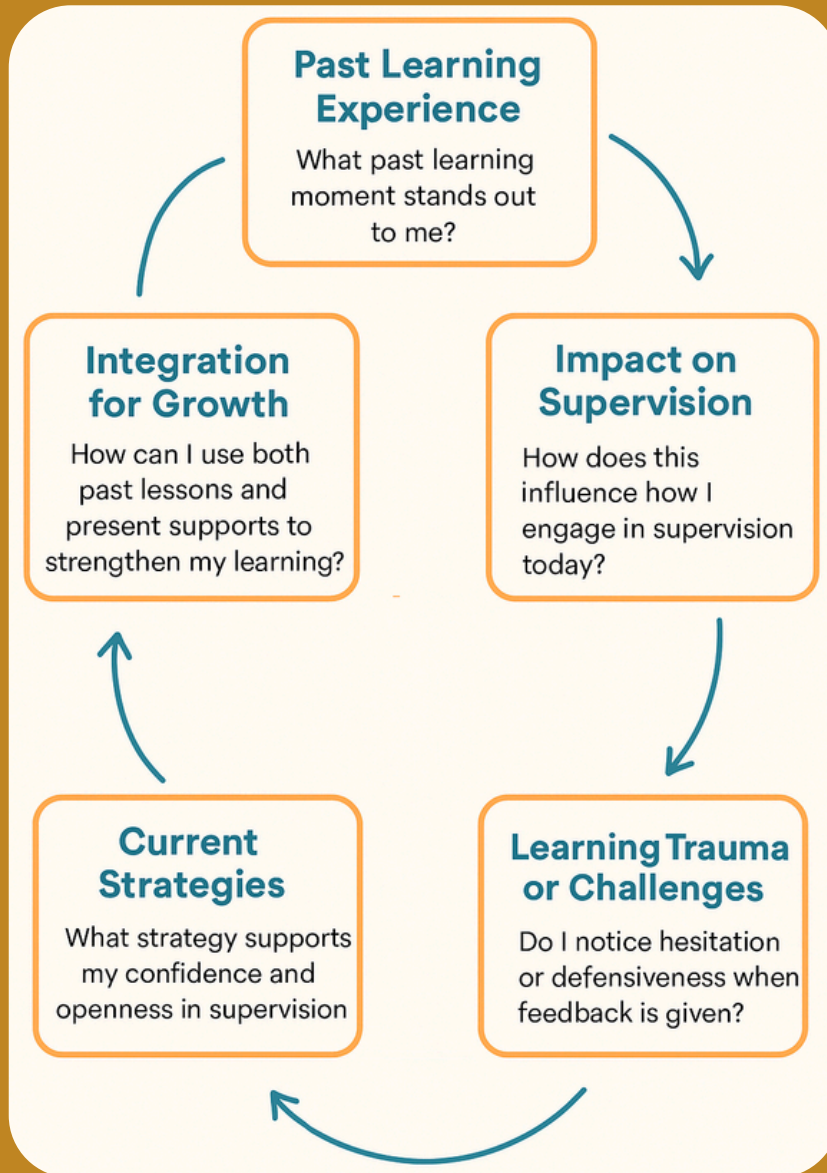 Past Learning
Experience
What past learning
moment stands out
to me?
Impact on
Supervision
How does this
influence how I
engage in supervision
today?
Learning Trauma
or Challenges
Do I notice hesitation
or defensiveness when
feedback is given?
Current
Strategies
What strategy supports
my confidence and
openness in supervision
Integration
for Growth
How can I use both
past lessons and
present supports to
strengthen my learning?